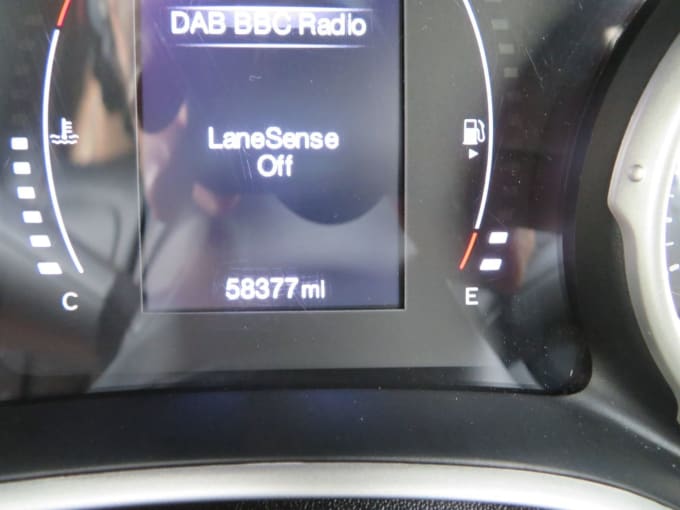 DAB BBC Radio
LaneSense
Off
58377 mi
C
E